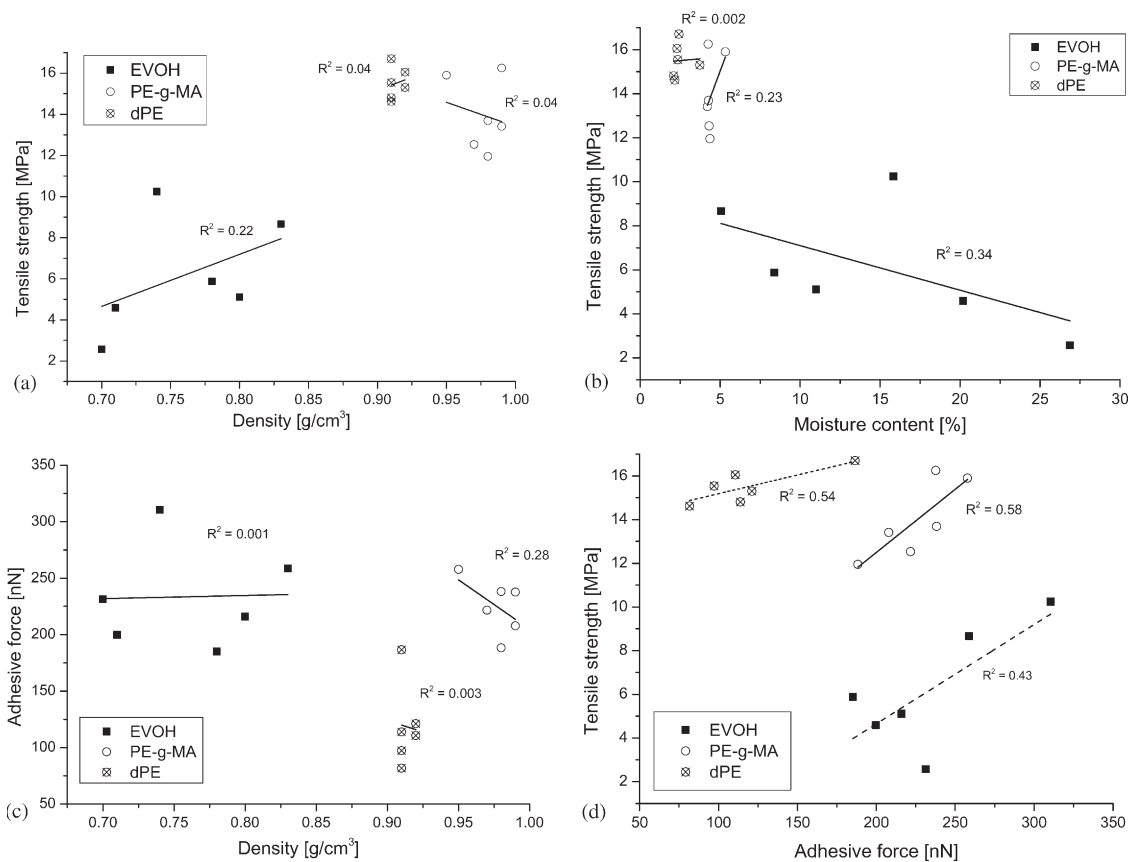 EVOH
PE-g-MA
dPE
R² = 0.04
R² = 0.04
R² = 0.22
Tensile strength [MPa]
16
14
12
10
8
6
4
2
0.70 0.75 0.80 0.85 0.90 0.95 1.00
Density [g/cm³]
(a)
R² = 0.002
EVOH
PE-g-MA
dPE
R² = 0.23
R² = 0.34
Tensile strength [MPa]
16
14
12
10
8
6
4
2
0 5 10 15 20 25 30
Moisture content [%]
(b)
R² = 0.001
R² = 0.28
R² = 0.003
EVOH
PE-g-MA
dPE
Adhesive force [nN]
350
300
250
200
150
100
50
0.70 0.75 0.80 0.85 0.90 0.95 1.00
Density [g/cm³]
(c)
R² = 0.54
R² = 0.58
R² = 0.43
EVOH
PE-g-MA
dPE
Tensile strength [MPa]
16
14
12
10
8
6
4
2
50 100 150 200 250 300 350
Adhesive force [nN]
(d)